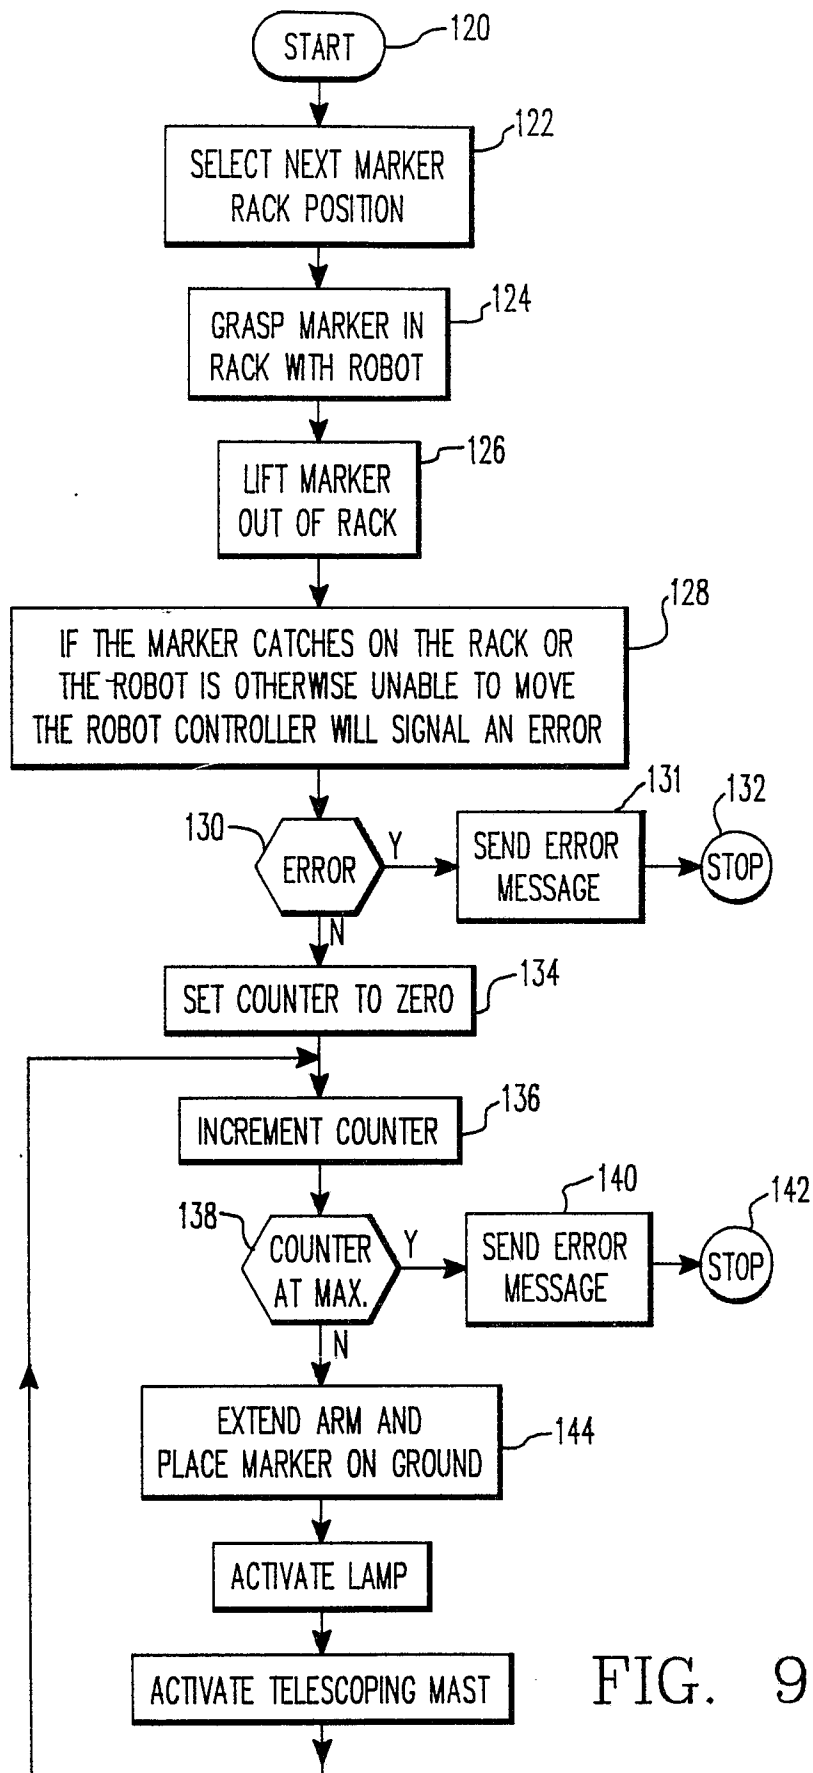 START
120
122
SELECT NEXT MARKER
RACK POSITION
124
GRASP MARKER IN
RACK WITH ROBOT
126
LIFT MARKER
OUT OF RACK
128
IF THE MARKER CATCHES ON THE RACK OR
THE ROBOT IS OTHERWISE UNABLE TO MOVE
THE ROBOT CONTROLLER WILL SIGNAL AN ERROR
130
ERROR
Y
131
SEND ERROR
MESSAGE
132
STOP
N
SET COUNTER TO ZERO
134
INCREMENT COUNTER
136
138
COUNTER
AT MAX.
Y
140
SEND ERROR
MESSAGE
142
STOP
N
EXTEND ARM AND
PLACE MARKER ON GROUND
144
ACTIVATE LAMP
ACTIVATE TELESCOPING MAST
FIG. 9